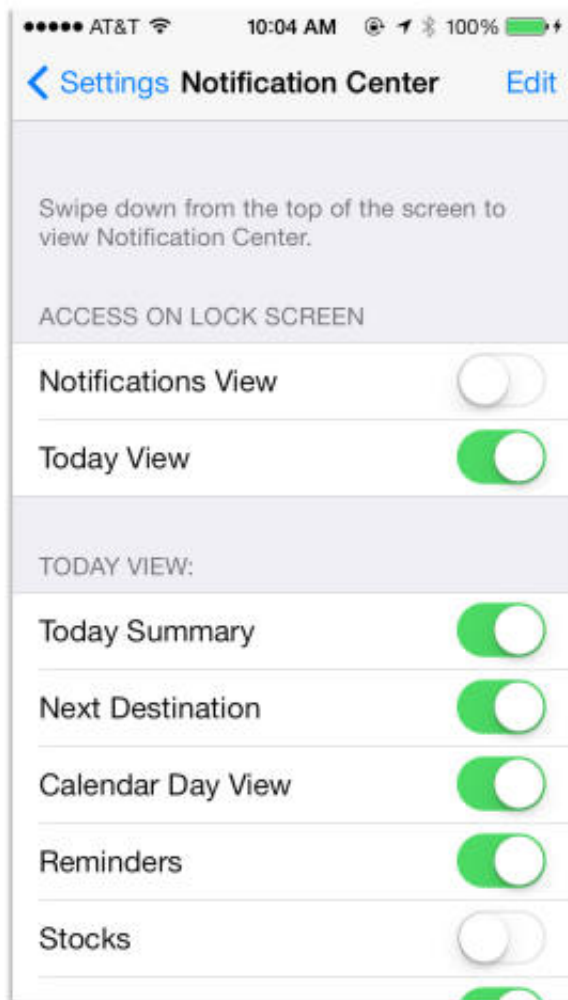 AT&T 10:04 AM 100%
Settings Notification Center Edit
Swipe down from the top of the screen to
view Notification Center.
ACCESS ON LOCK SCREEN
Notifications View
Today View
TODAY VIEW:
Today Summary
Next Destination
Calendar Day View
Reminders
Stocks